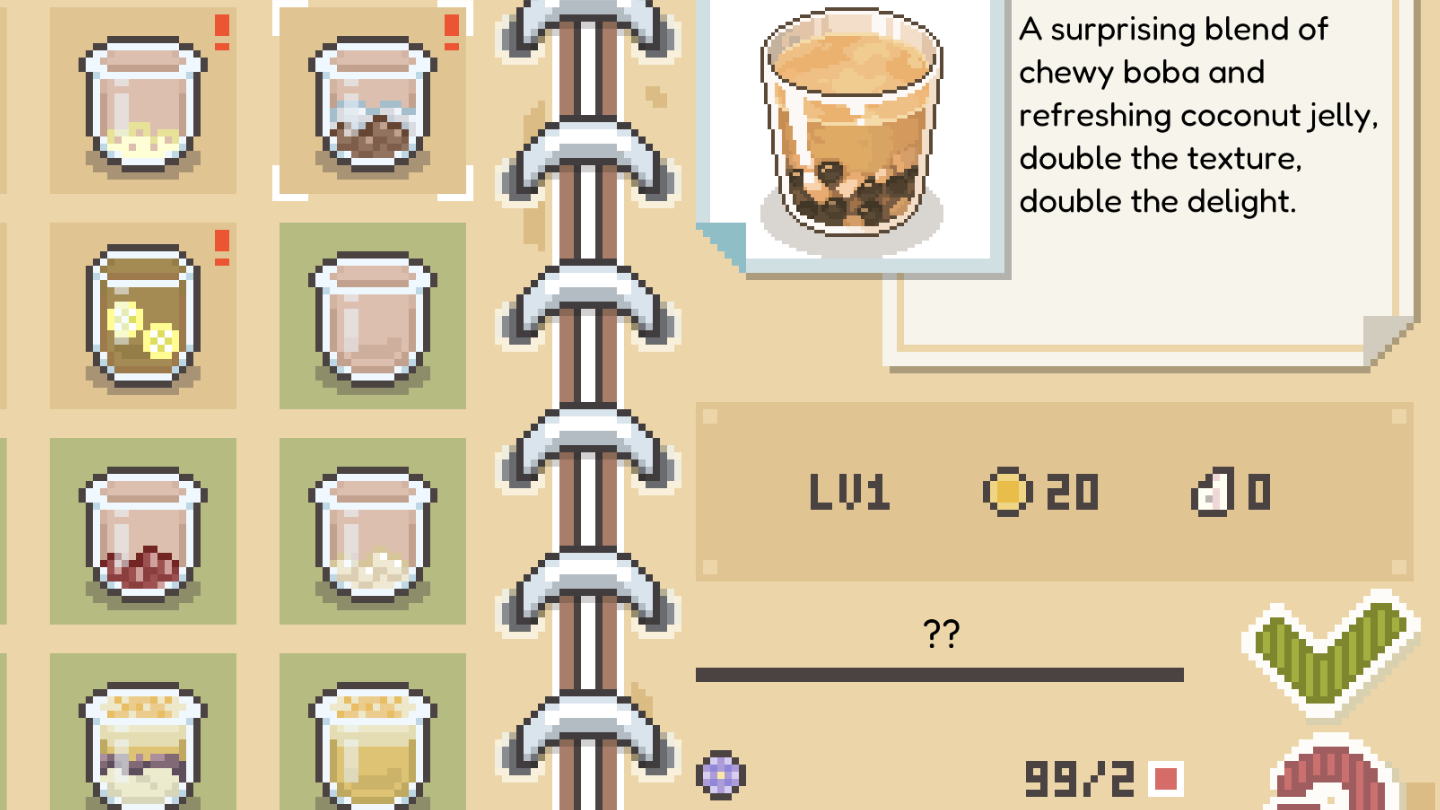 A surprising blend of
chewy boba and
refreshing coconut jelly,
double the texture,
double the delight.
LV1 20 0
??
99/2